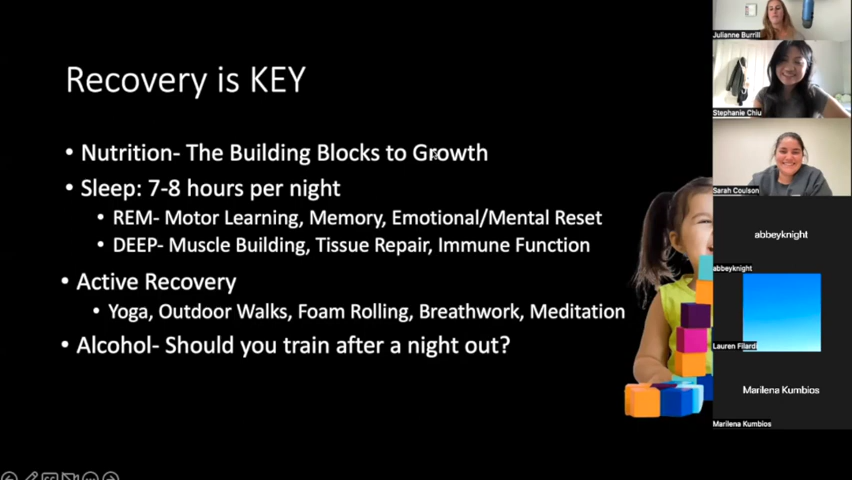 Recovery is KEY
• Nutrition- The Building Blocks to Growth
• Sleep: 7-8 hours per night
• REM- Motor Learning, Memory, Emotional/Mental Reset
• DEEP- Muscle Building, Tissue Repair, Immune Function
• Active Recovery
• Yoga, Outdoor Walks, Foam Rolling, Breathwork, Meditation
• Alcohol- Should you train after a night out?
Julianne Burrill
Stephanie Chiu
Sarah Coulson
abbeyknight
abbeyknight
Lauren Filardi
Marilena Kumbios
Marilena Kumbios